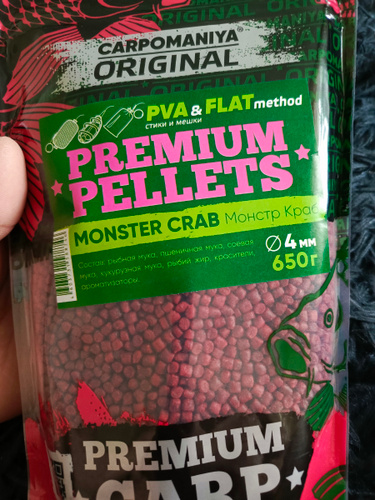 CARPOMANIYA
ORIGINAL
PVA & FLAT method
стики и мешки
PREMIUM
PELLETS
MONSTER CRAB Монстр Краб
Ø 4 мм
650 г
Состав: рыбная мука, пшеничная мука, соевая
мука, кукурузная мука, рыбий жир, красители,
ароматизаторы
PREMIUM
CARP